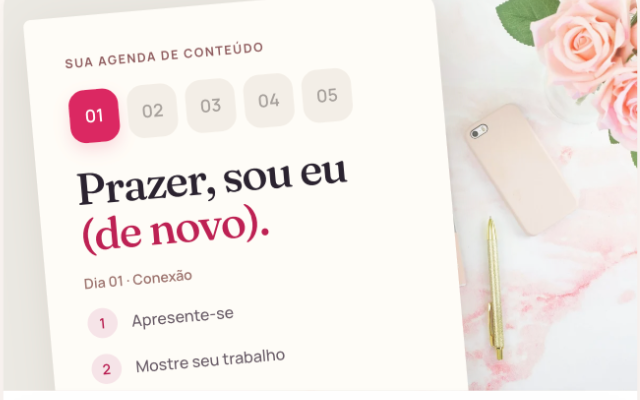 SUA AGENDA DE CONTEÚDO
01 02 03 04 05
Prazer, sou eu
(de novo).
Dia 01 · Conexão
1 Apresente-se
2 Mostre seu trabalho